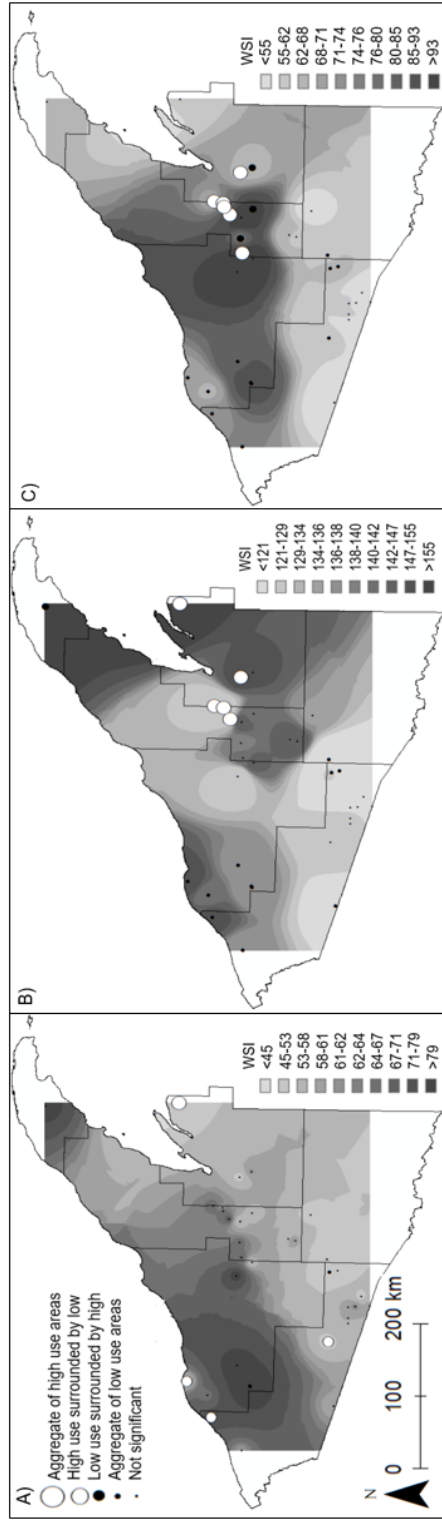 A)
Aggregate of high use areas
High use surrounded by low
Low use surrounded by high
Aggregate of low use areas
Not significant
N
0 100 200 km
WSI
<45
45-53
53-58
58-61
61-62
62-64
64-67
67-71
71-79
>79
B)
WSI
<121
121-129
129-134
134-136
136-138
138-140
140-142
142-147
147-155
>155
C)
WSI
<55
55-62
62-68
68-71
71-74
74-76
76-80
80-85
85-93
>93